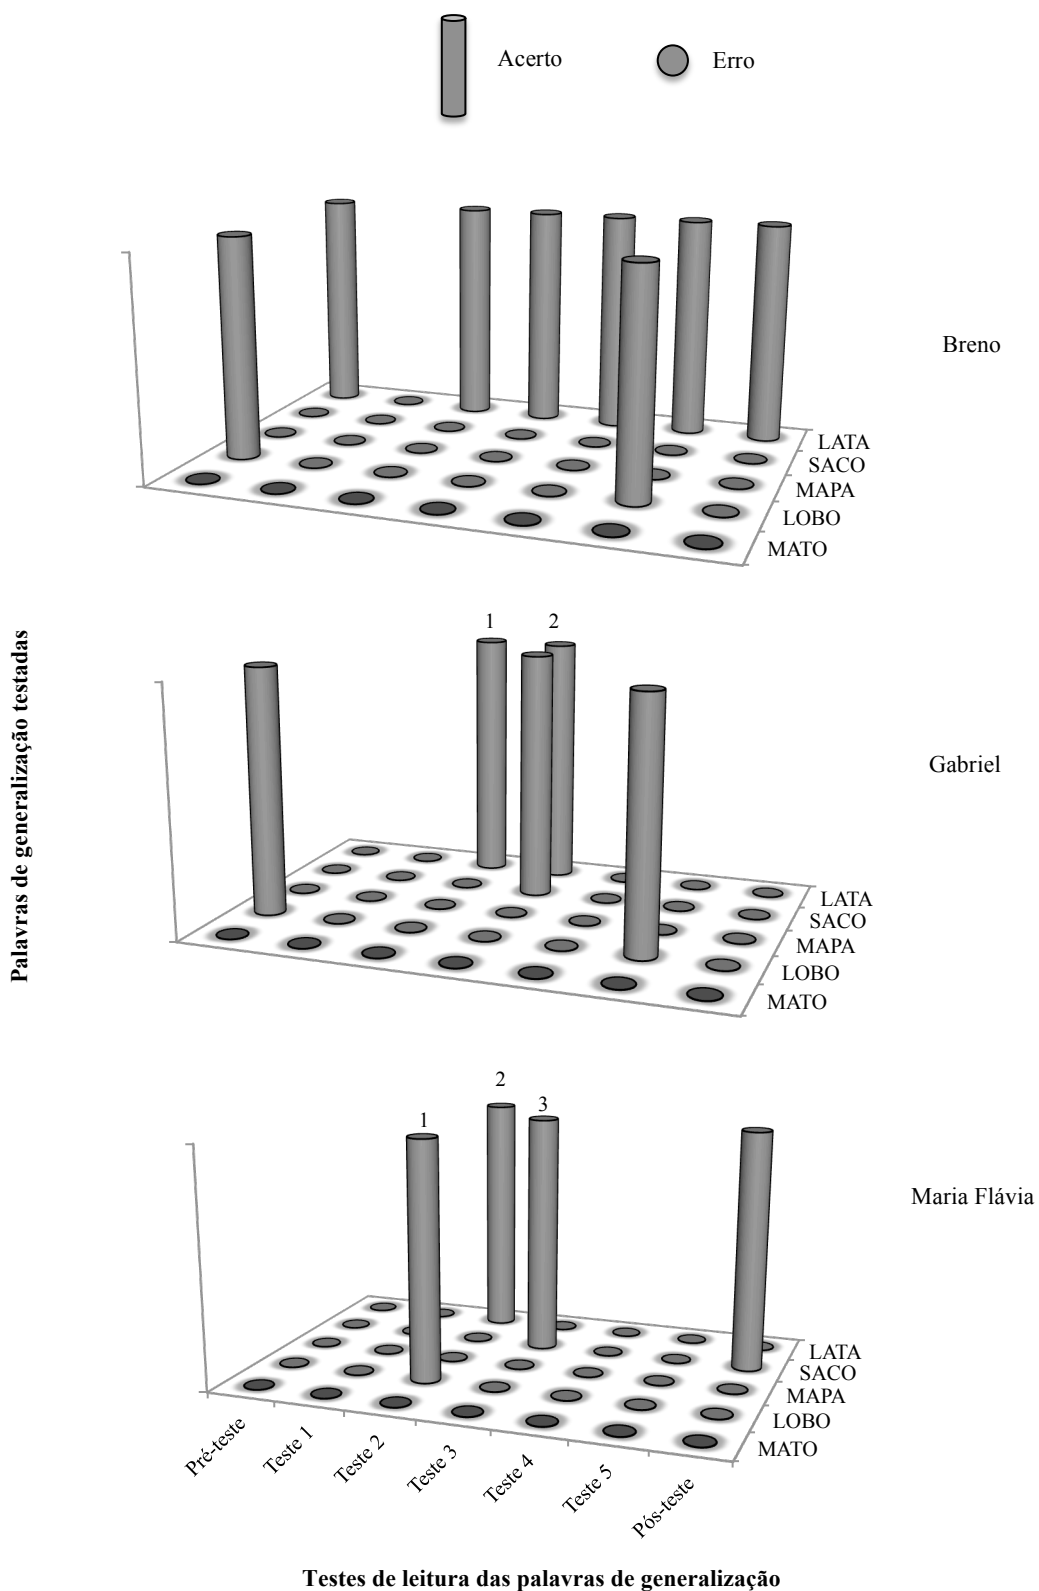 Acerto
Erro
Breno
LATA
SACO
MAPA
LOBO
MATO
Palavras de generalização testadas
1
2
Gabriel
LATA
SACO
MAPA
LOBO
MATO
1
2
3
Maria Flávia
LATA
SACO
MAPA
LOBO
MATO
Pré-teste
Teste 1
Teste 2
Teste 3
Teste 4
Teste 5
Pós-teste
Testes de leitura das palavras de generalização